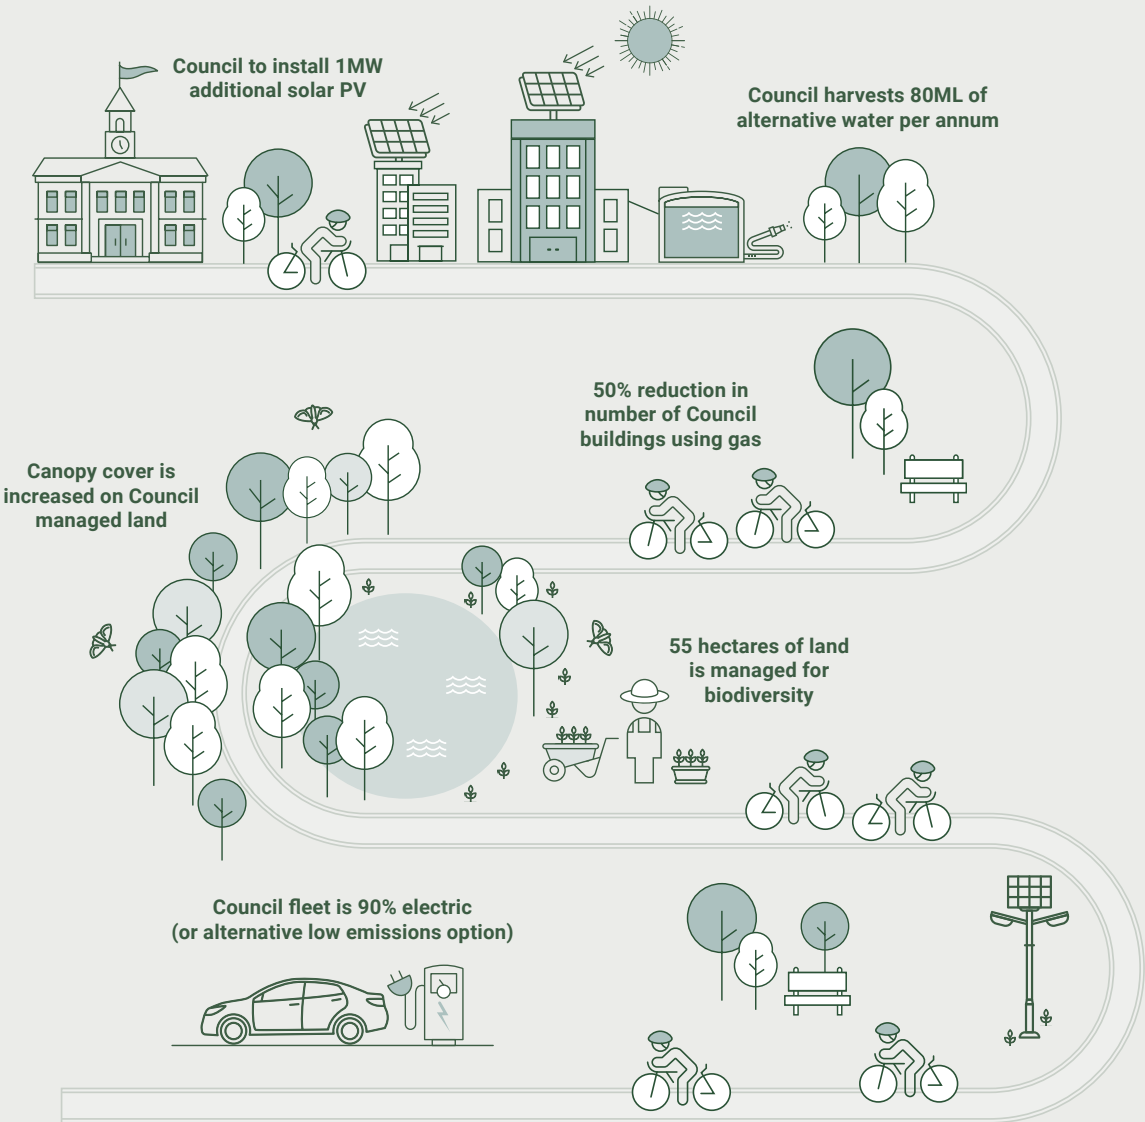 Council to install 1MW
additional solar PV
Council harvests 80ML of
alternative water per annum
50% reduction in
number of Council
buildings using gas
Canopy cover is
increased on Council
managed land
55 hectares of land
is managed for
biodiversity
Council fleet is 90% electric
(or alternative low emissions option)